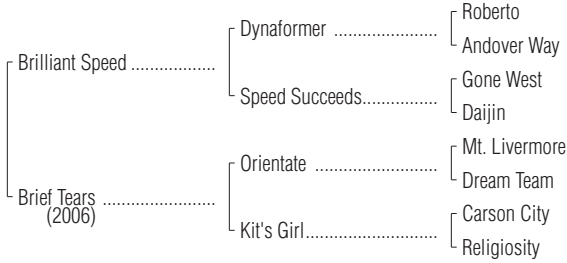 Roberto
Dynaformer ....................
Andover Way
Brilliant Speed ..................
Gone West
Speed Succeeds................
Daijin
Mt. Livermore
Orientate .......................
Dream Team
Brief Tears ........................
(2006)
Carson City
Kit's Girl............................
Religiosity